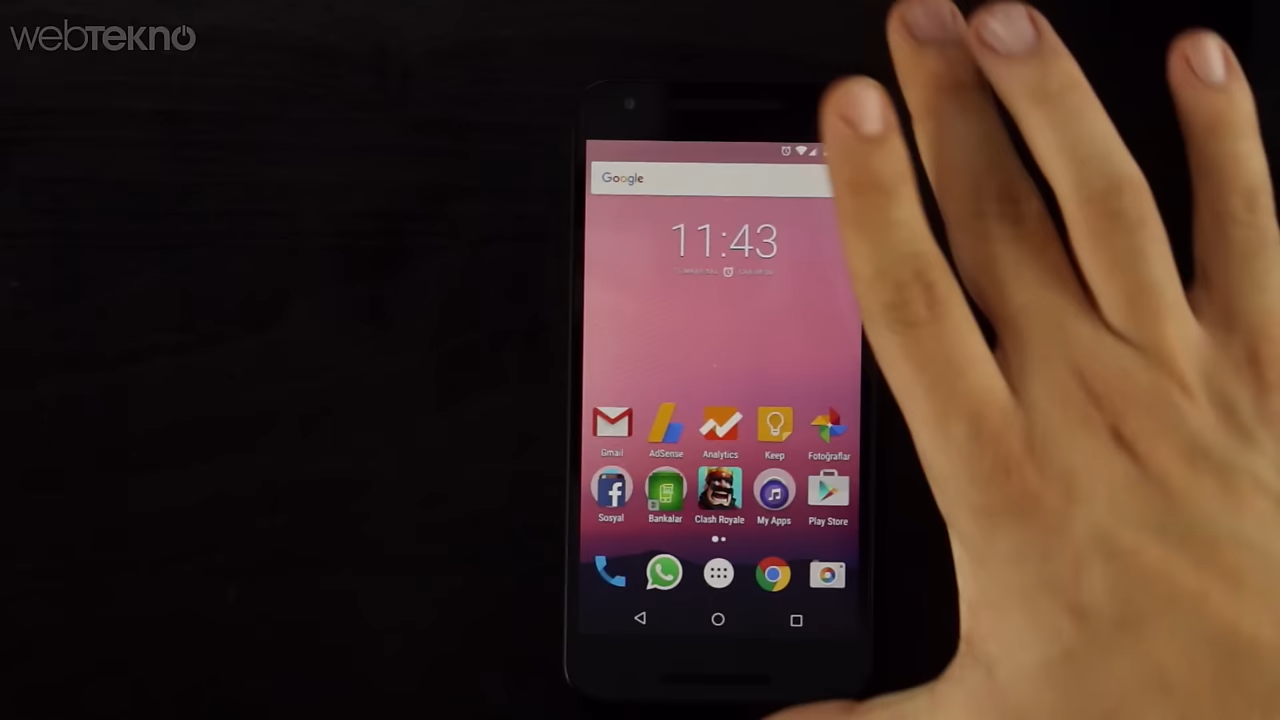 webTEKNO
Google
11:43
Gmail
AdSense
Analytics
Keep
Fotoğraflar
Sosyal
Bankalar
Clash Royale
My Apps
Play Store